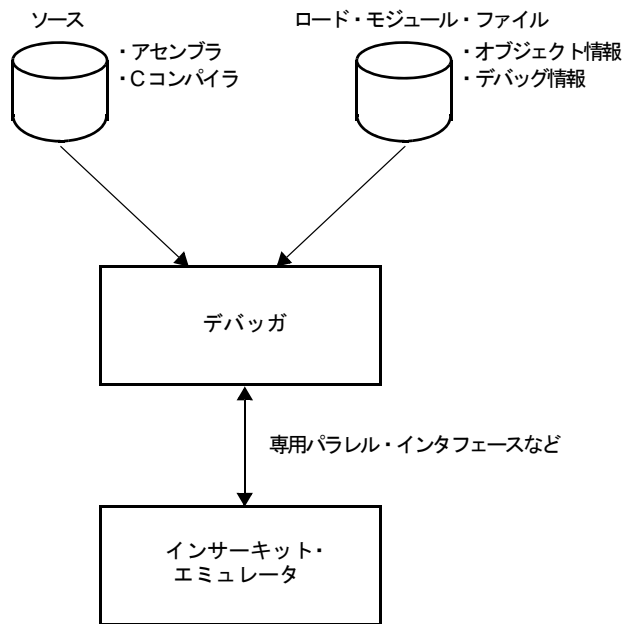 ソース
・アセンブラ
・Cコンパイラ
ロード・モジュール・ファイル
・オブジェクト情報
・デバッグ情報
デバッガ
専用パラレル・インタフェースなど
インサーキット・
エミュレータ